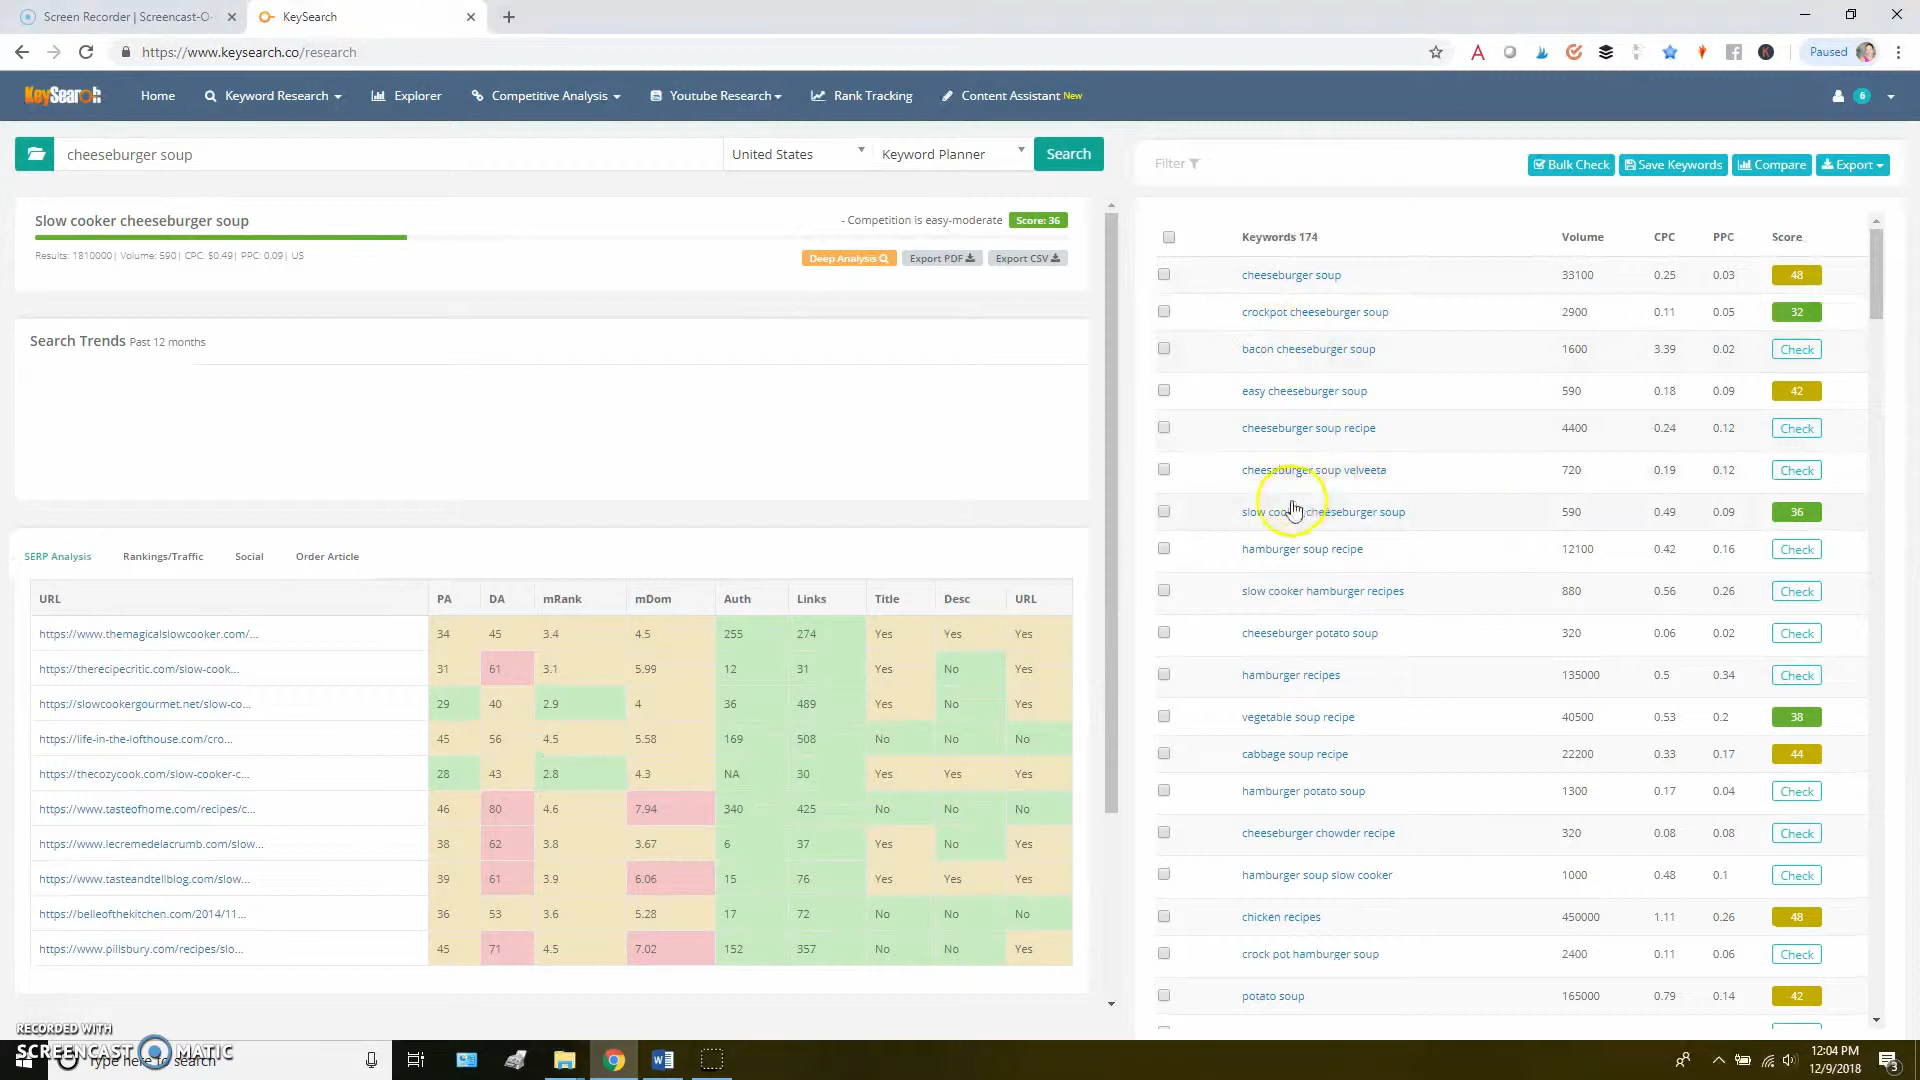 Screen Recorder | Screencast-O-
KeySearch
https://www.keysearch.co/research
Paused
KeySearch
Home
Keyword Research
Explorer
Competitive Analysis
Youtube Research
Rank Tracking
Content Assistant New
6
cheeseburger soup
United States
Keyword Planner
Search
Filter
Bulk Check
Save Keywords
Compare
Export
Slow cooker cheeseburger soup
- Competition is easy-moderate
Score: 36
Results: 1810000| Volume: 590| CPC: $0.49| PPC: 0.09| US
Deep Analysis
Export PDF
Export CSV
Search Trends Past 12 months
SERP Analysis
Rankings/Traffic
Social
Order Article
URL PA DA mRank mDom Auth Links Title Desc URL
https://www.themagicalslowcooker.com/... 34 45 3.4 4.5 255 274 Yes Yes Yes
https://therecipecritic.com/slow-cook... 31 61 3.1 5.99 12 31 Yes No Yes
https://slowcookergourmet.net/slow-co... 29 40 2.9 4 36 489 Yes No Yes
https://life-in-the-lofthouse.com/cro... 45 56 4.5 5.58 169 508 No No No
https://thecozycook.com/slow-cooker-c... 28 43 2.8 4.3 NA 30 Yes Yes Yes
https://www.tasteofhome.com/recipes/c... 46 80 4.6 7.94 340 425 No No No
https://www.lecremedelacrumb.com/slow... 38 62 3.8 3.67 6 37 Yes No Yes
https://www.tasteandtellblog.com/slow... 39 61 3.9 6.06 15 76 Yes Yes Yes
https://belleofthekitchen.com/2014/11... 36 53 3.6 5.28 17 72 No No No
https://www.pillsbury.com/recipes/slo... 45 71 4.5 7.02 152 357 No No Yes
Keywords 174 Volume CPC PPC Score
cheeseburger soup 33100 0.25 0.03 48
crockpot cheeseburger soup 2900 0.11 0.05 32
bacon cheeseburger soup 1600 3.39 0.02 Check
easy cheeseburger soup 590 0.18 0.09 42
cheeseburger soup recipe 4400 0.24 0.12 Check
cheeseburger soup velveeta 720 0.19 0.12 Check
slow cooker cheeseburger soup 590 0.49 0.09 36
hamburger soup recipe 12100 0.42 0.16 Check
slow cooker hamburger recipes 880 0.56 0.26 Check
cheeseburger potato soup 320 0.06 0.02 Check
hamburger recipes 135000 0.5 0.34 Check
vegetable soup recipe 40500 0.53 0.2 38
cabbage soup recipe 22200 0.33 0.17 44
hamburger potato soup 1300 0.17 0.04 Check
cheeseburger chowder recipe 320 0.08 0.08 Check
hamburger soup slow cooker 1000 0.48 0.1 Check
chicken recipes 450000 1.11 0.26 48
crock pot hamburger soup 2400 0.11 0.06 Check
potato soup 165000 0.79 0.14 42
RECORDED WITH
SCREENCAST MATIC
Type here to search
12:04 PM
12/9/2018
3